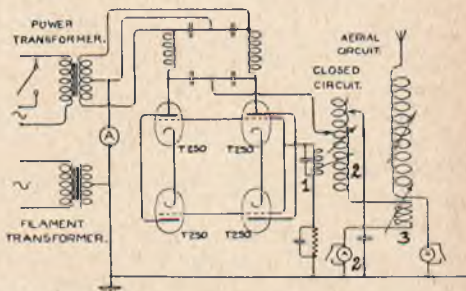 POWER
TRANSFORMER.
AERIAL
CIRCUIT.
CLOSED
CIRCUIT.
A
T250
T250
1
2
FILAMENT
TRANSFORMER.
T250
T250
2
3
A